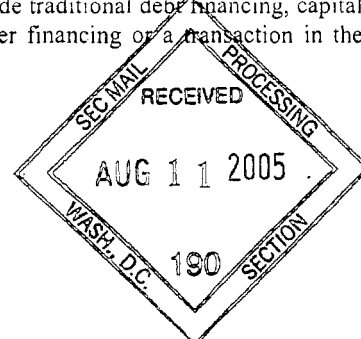 de traditional debt financing, capital
er financing or a transaction in the
SEC MAIL PROCESSING
RECEIVED
AUG 11 2005
WASH., D.C. SECTION
190